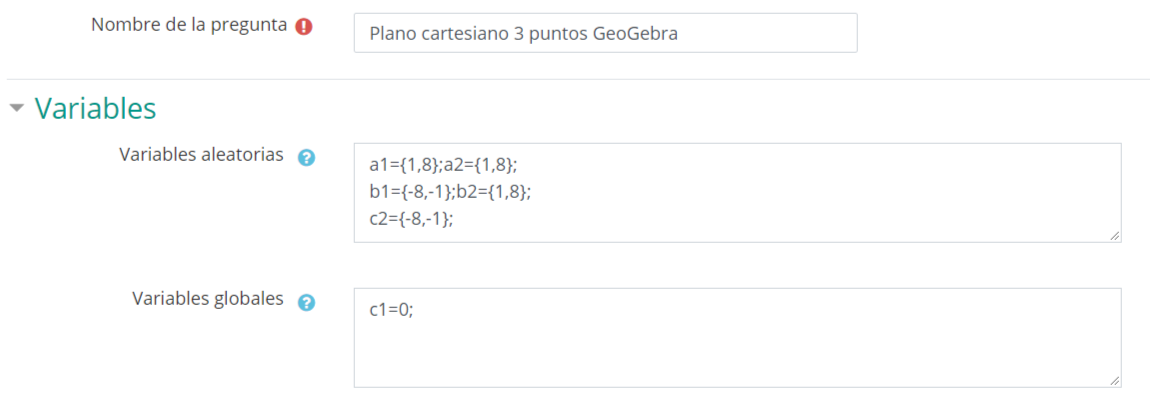 Nombre de la pregunta
Plano cartesiano 3 puntos GeoGebra
Variables
Variables aleatorias
a1={1,8};a2={1,8};
b1={-8,-1};b2={1,8};
c2={-8,-1};
Variables globales
c1=0;